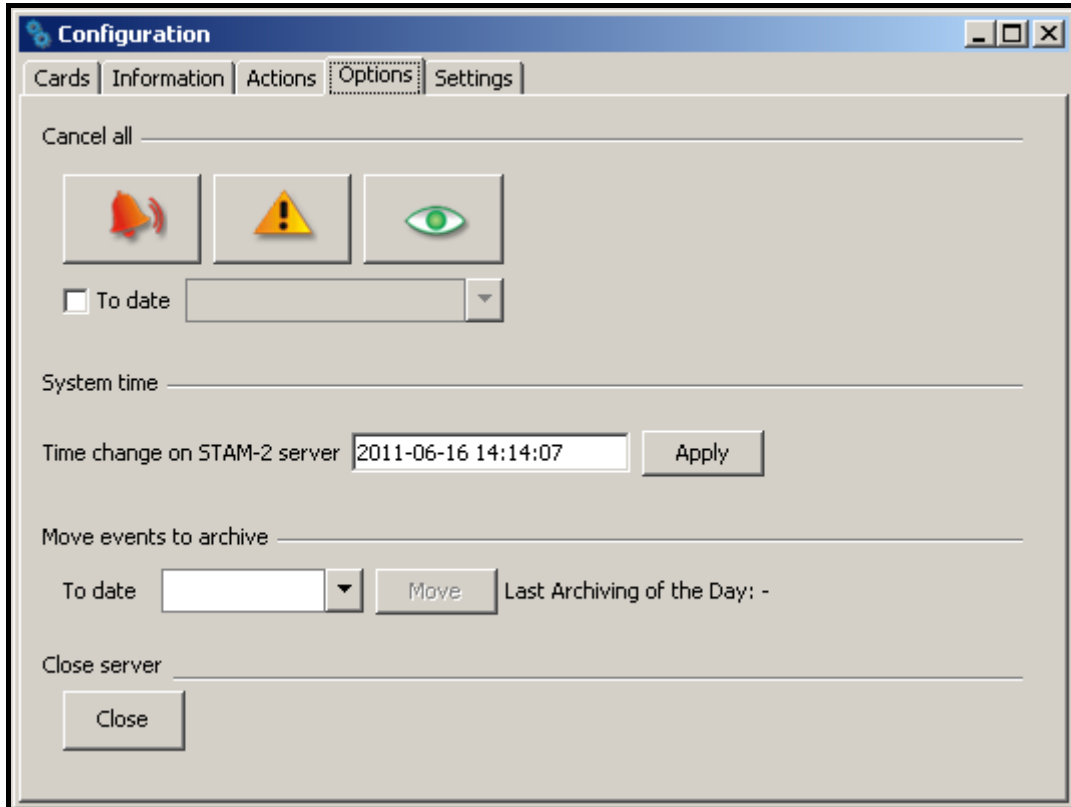 Configuration
Cards Information Actions Options Settings
Cancel all
To date
System time
Time change on STAM-2 server 2011-06-16 14:14:07 Apply
Move events to archive
To date Move Last Archiving of the Day: -
Close server
Close